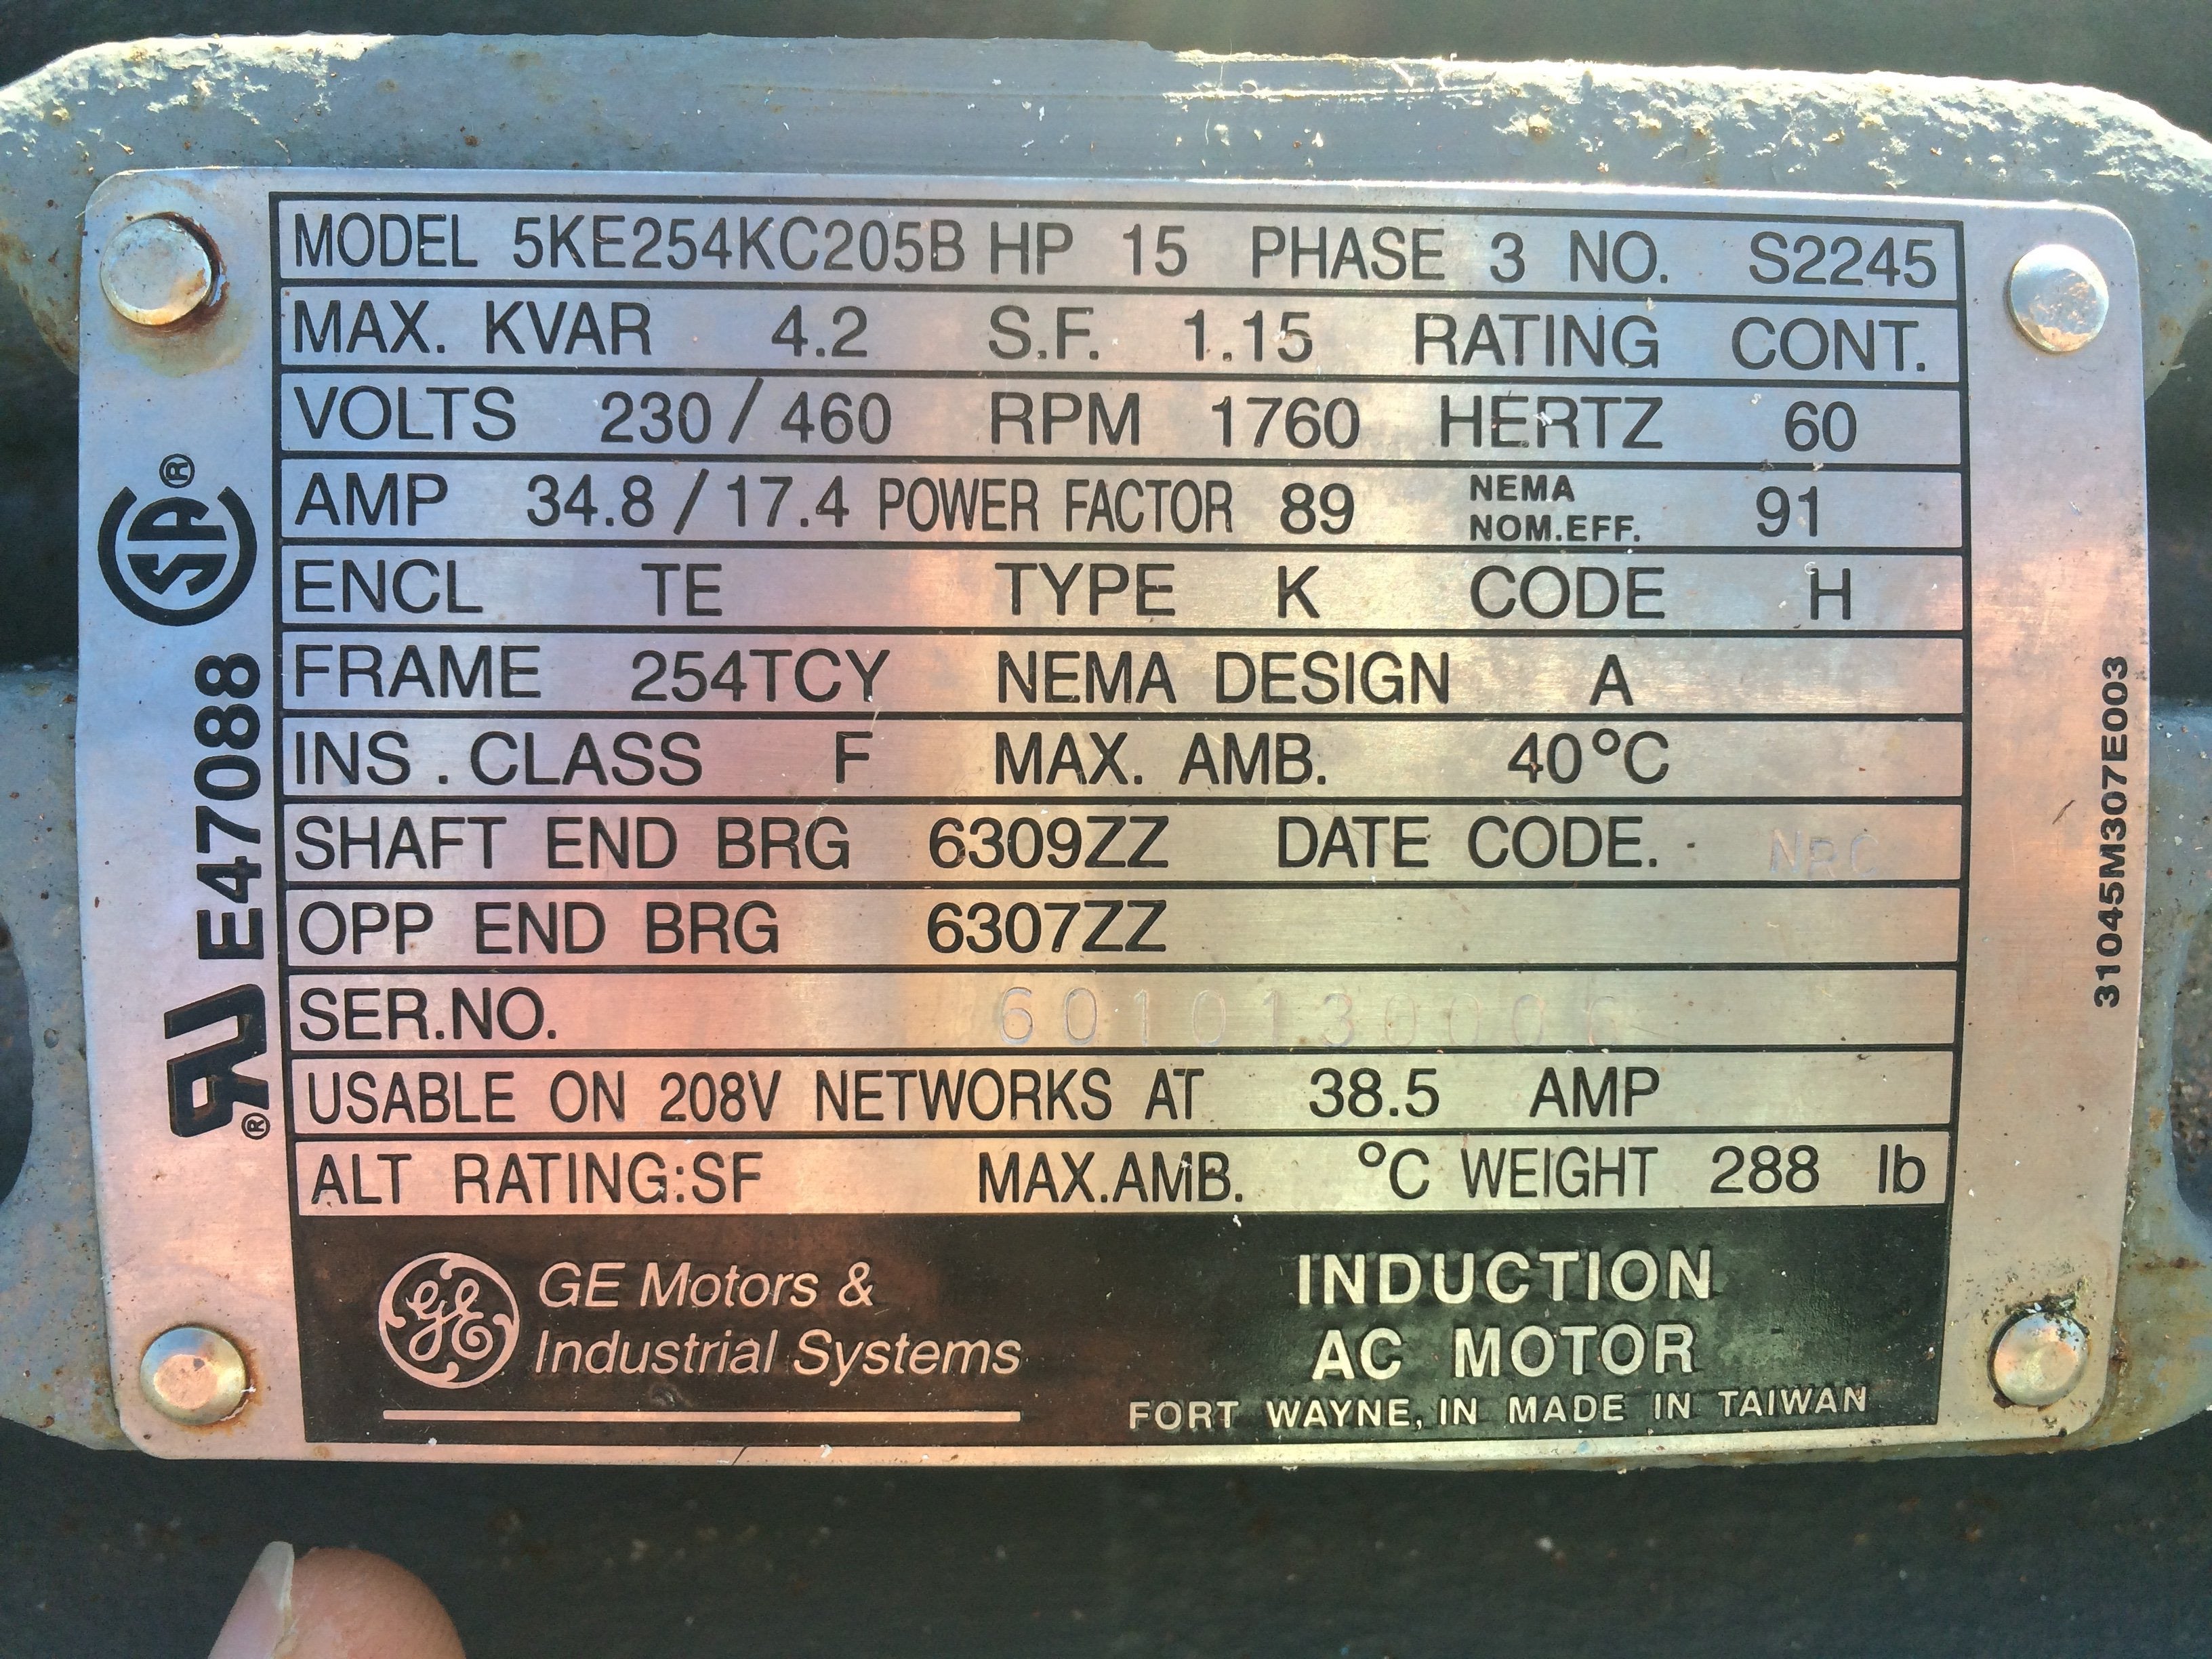 MODEL 5KE254KC205B HP 15 PHASE 3 NO. S2245
MAX. KVAR 4.2 S.F. 1.15 RATING CONT.
VOLTS 230/460 RPM 1760 HERTZ 60
AMP 34.8/17.4 POWER FACTOR 89 NEMA NOM.EFF. 91
ENCL TE TYPE K CODE H
FRAME 254TCY NEMA DESIGN A
INS. CLASS F MAX. AMB. 40°C
SHAFT END BRG 6309ZZ DATE CODE.
OPP END BRG 6307ZZ
SER.NO.
USABLE ON 208V NETWORKS AT 38.5 AMP
ALT RATING:SF MAX.AMB. °C WEIGHT 288 lb
GE GE Motors &
Industrial Systems
INDUCTION
AC MOTOR
FORT WAYNE, IN MADE IN TAIWAN
SA®
E47088
RU®
31045M307E003